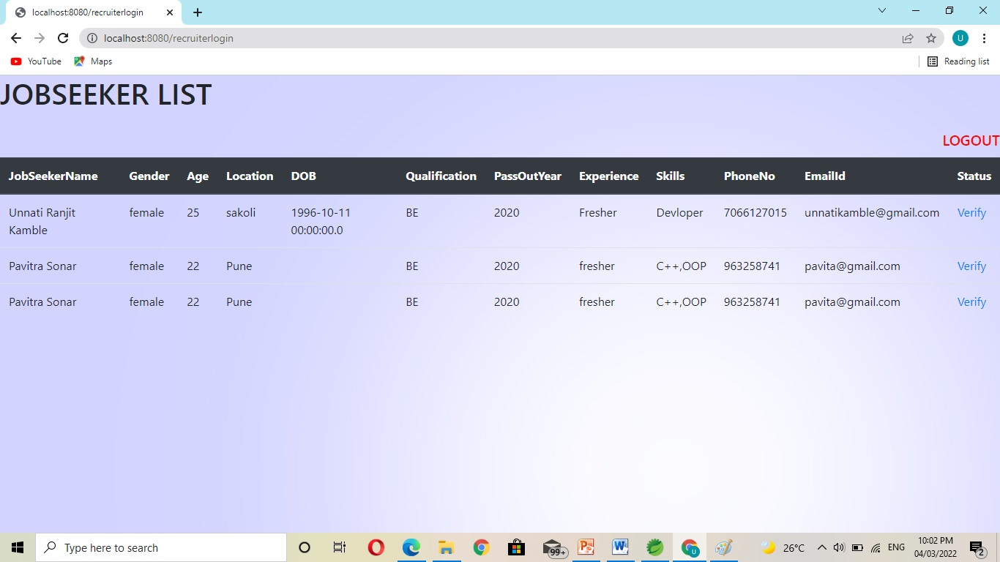 localhost:8080/recruiterlogin
localhost:8080/recruiterlogin
U
YouTube Maps Reading list
JOBSEEKER LIST
LOGOUT
JobSeekerName Gender Age Location DOB Qualification PassOutYear Experience Skills PhoneNo EmailId Status
Unnati Ranjit female 25 sakoli 1996-10-11 BE 2020 Fresher Devloper 7066127015 unnatikamble@gmail.com Verify
Kamble 00:00:00.0
Pavitra Sonar female 22 Pune BE 2020 fresher C++,OOP 963258741 pavita@gmail.com Verify
Pavitra Sonar female 22 Pune BE 2020 fresher C++,OOP 963258741 pavita@gmail.com Verify
Type here to search 99+ U 26°C ENG 10:02 PM 2
04/03/2022